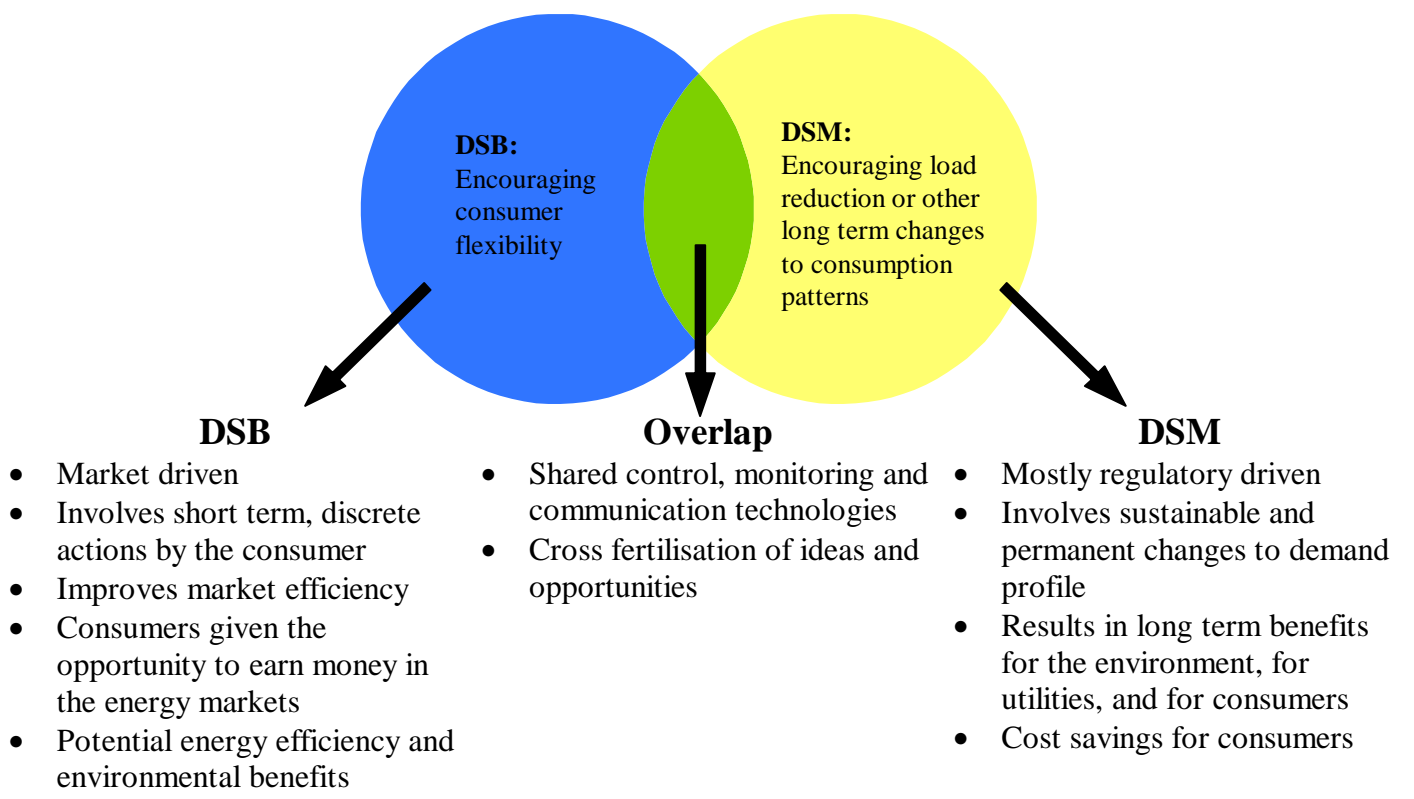 DSB:
Encouraging
consumer
flexibility
DSM:
Encouraging load
reduction or other
long term changes
to consumption
patterns
DSB
• Market driven
• Involves short term, discrete
actions by the consumer
• Improves market efficiency
• Consumers given the
opportunity to earn money in
the energy markets
• Potential energy efficiency and
environmental benefits
Overlap
• Shared control, monitoring and
communication technologies
• Cross fertilisation of ideas and
opportunities
DSM
• Mostly regulatory driven
• Involves sustainable and
permanent changes to demand
profile
• Results in long term benefits
for the environment, for
utilities, and for consumers
• Cost savings for consumers